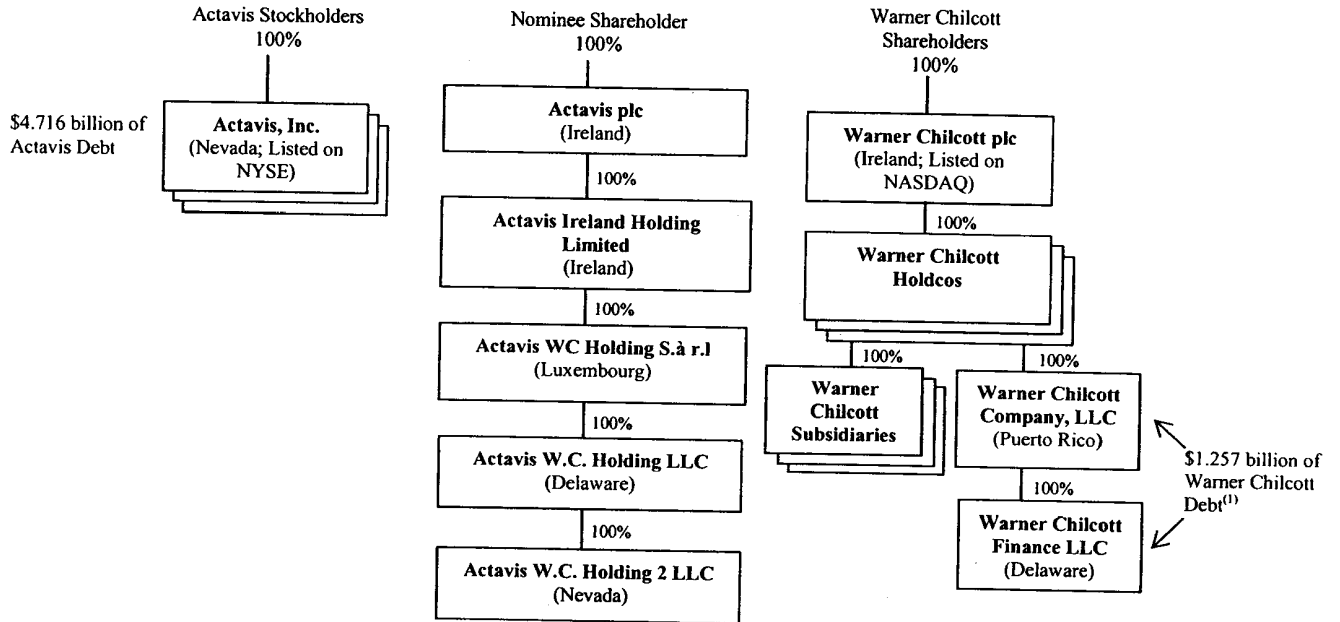 Actavis Stockholders
100%
$4.716 billion of
Actavis Debt
Actavis, Inc.
(Nevada; Listed on
NYSE)
Nominee Shareholder
100%
Actavis plc
(Ireland)
100%
Actavis Ireland Holding
Limited
(Ireland)
100%
Actavis WC Holding S.à r.l
(Luxembourg)
100%
Actavis W.C. Holding LLC
(Delaware)
100%
Actavis W.C. Holding 2 LLC
(Nevada)
Warner Chilcott
Shareholders
100%
Warner Chilcott plc
(Ireland; Listed on
NASDAQ)
100%
Warner Chilcott
Holdcos
100%
Warner
Chilcott
Subsidiaries
100%
Warner Chilcott
Company, LLC
(Puerto Rico)
100%
Warner Chilcott
Finance LLC
(Delaware)
$1.257 billion of
Warner Chilcott
Debt(1)